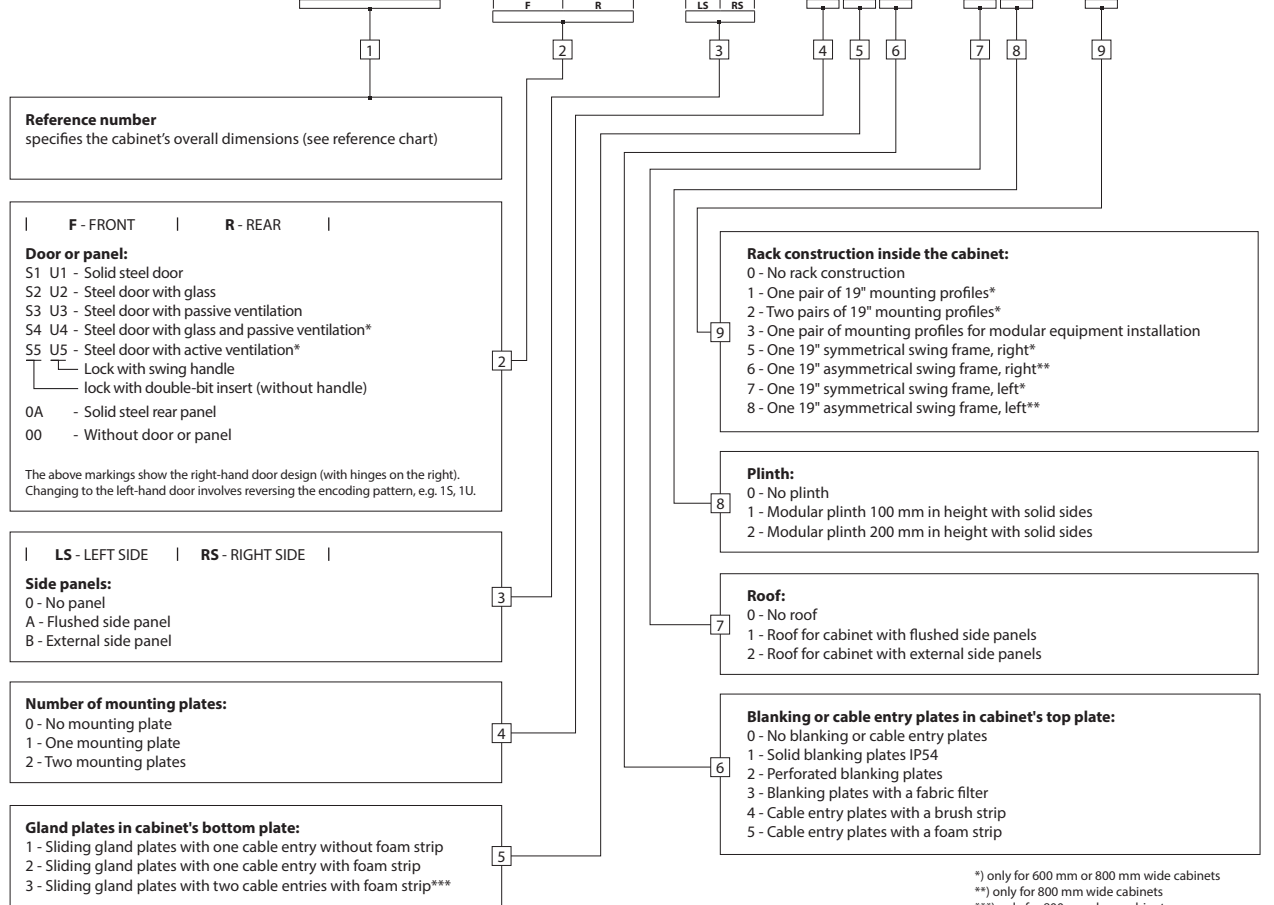 F R LS RS
1 2 3 4 5 6 7 8 9
Reference number
specifies the cabinet's overall dimensions (see reference chart)
| F - FRONT | R - REAR |
Door or panel:
S1 U1 - Solid steel door
S2 U2 - Steel door with glass
S3 U3 - Steel door with passive ventilation
S4 U4 - Steel door with glass and passive ventilation*
S5 U5 - Steel door with active ventilation*
Lock with swing handle
lock with double-bit insert (without handle)
0A - Solid steel rear panel
00 - Without door or panel
The above markings show the right-hand door design (with hinges on the right).
Changing to the left-hand door involves reversing the encoding pattern, e.g. 1S, 1U.
2
| LS - LEFT SIDE | RS - RIGHT SIDE |
Side panels:
0 - No panel
A - Flushed side panel
B - External side panel
3
Number of mounting plates:
0 - No mounting plate
1 - One mounting plate
2 - Two mounting plates
4
Gland plates in cabinet's bottom plate:
1 - Sliding gland plates with one cable entry without foam strip
2 - Sliding gland plates with one cable entry with foam strip
3 - Sliding gland plates with two cable entries with foam strip***
5
Rack construction inside the cabinet:
0 - No rack construction
1 - One pair of 19" mounting profiles*
2 - Two pairs of 19" mounting profiles*
3 - One pair of mounting profiles for modular equipment installation
5 - One 19" symmetrical swing frame, right*
6 - One 19" asymmetrical swing frame, right**
7 - One 19" symmetrical swing frame, left*
8 - One 19" asymmetrical swing frame, left**
9
Plinth:
0 - No plinth
1 - Modular plinth 100 mm in height with solid sides
2 - Modular plinth 200 mm in height with solid sides
8
Roof:
0 - No roof
1 - Roof for cabinet with flushed side panels
2 - Roof for cabinet with external side panels
7
Blanking or cable entry plates in cabinet's top plate:
0 - No blanking or cable entry plates
1 - Solid blanking plates IP54
2 - Perforated blanking plates
3 - Blanking plates with a fabric filter
4 - Cable entry plates with a brush strip
5 - Cable entry plates with a foam strip
6
*) only for 600 mm or 800 mm wide cabinets
**) only for 800 mm wide cabinets